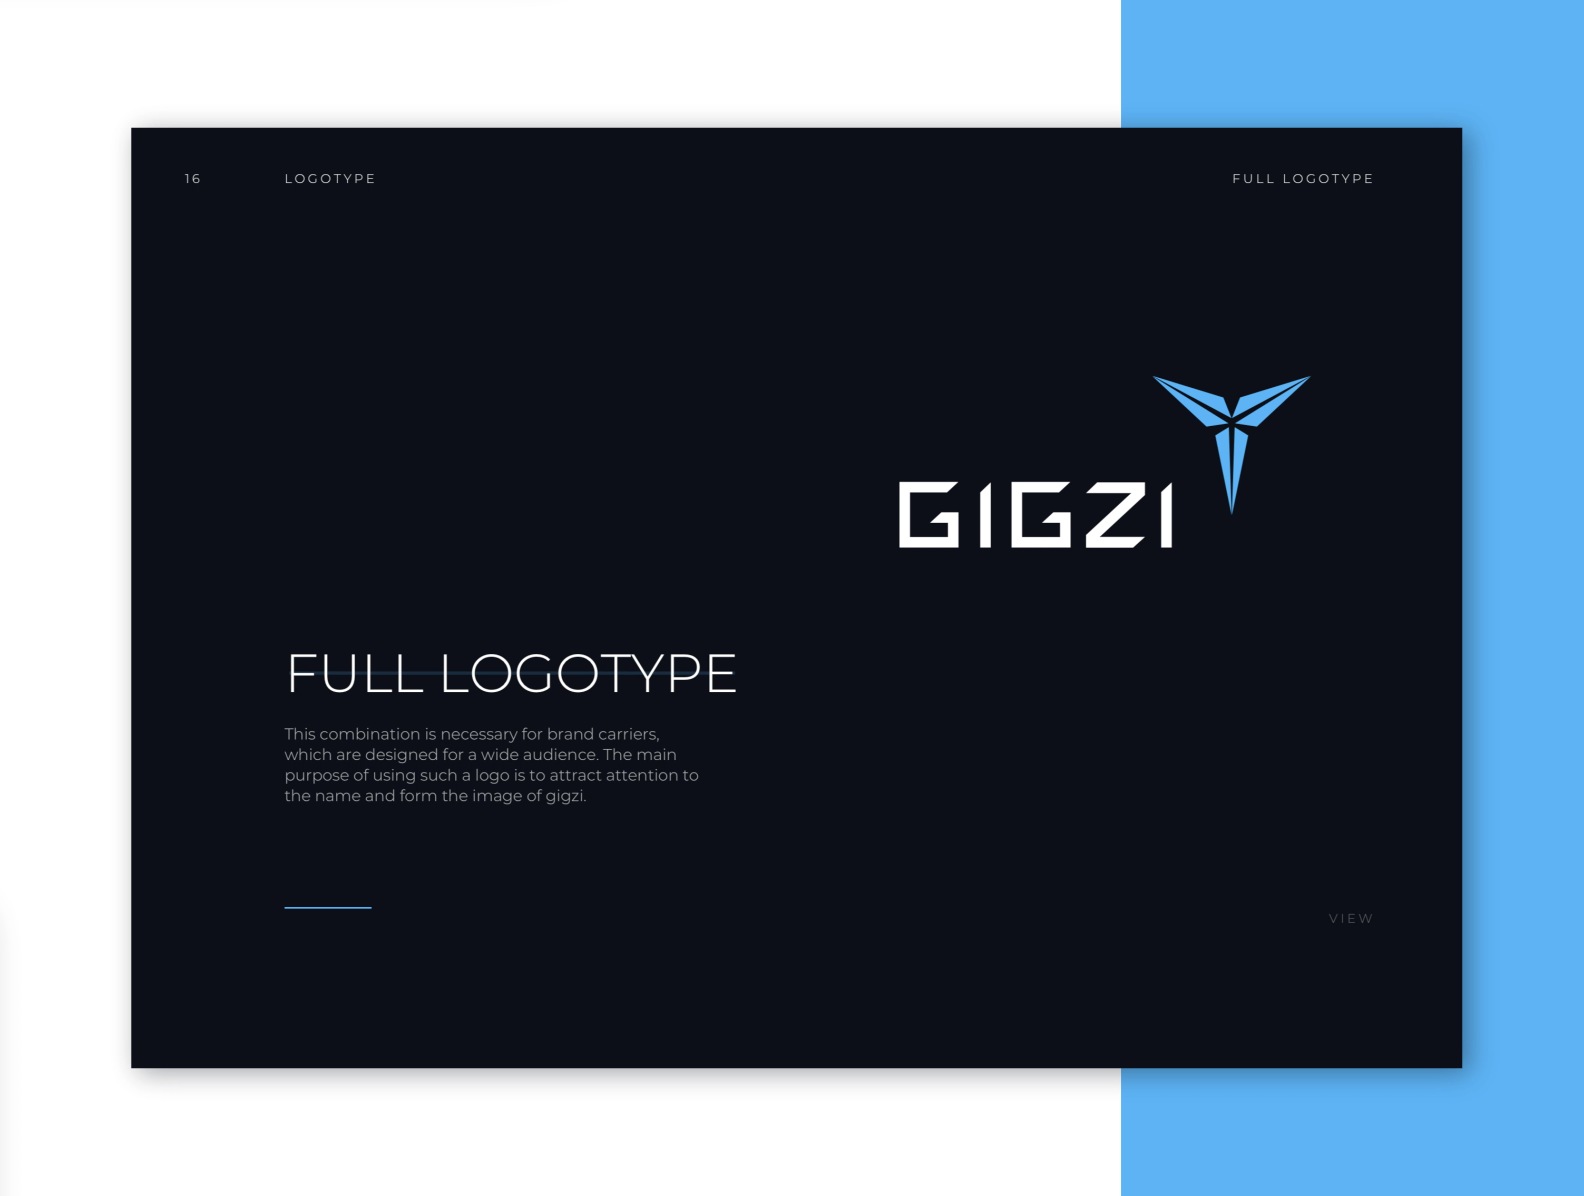 16 LOGOTYPE FULL LOGOTYPE
GIGZI
FULL LOGOTYPE
This combination is necessary for brand carriers,
which are designed for a wide audience. The main
purpose of using such a logo is to attract attention to
the name and form the image of gigzi.
VIEW